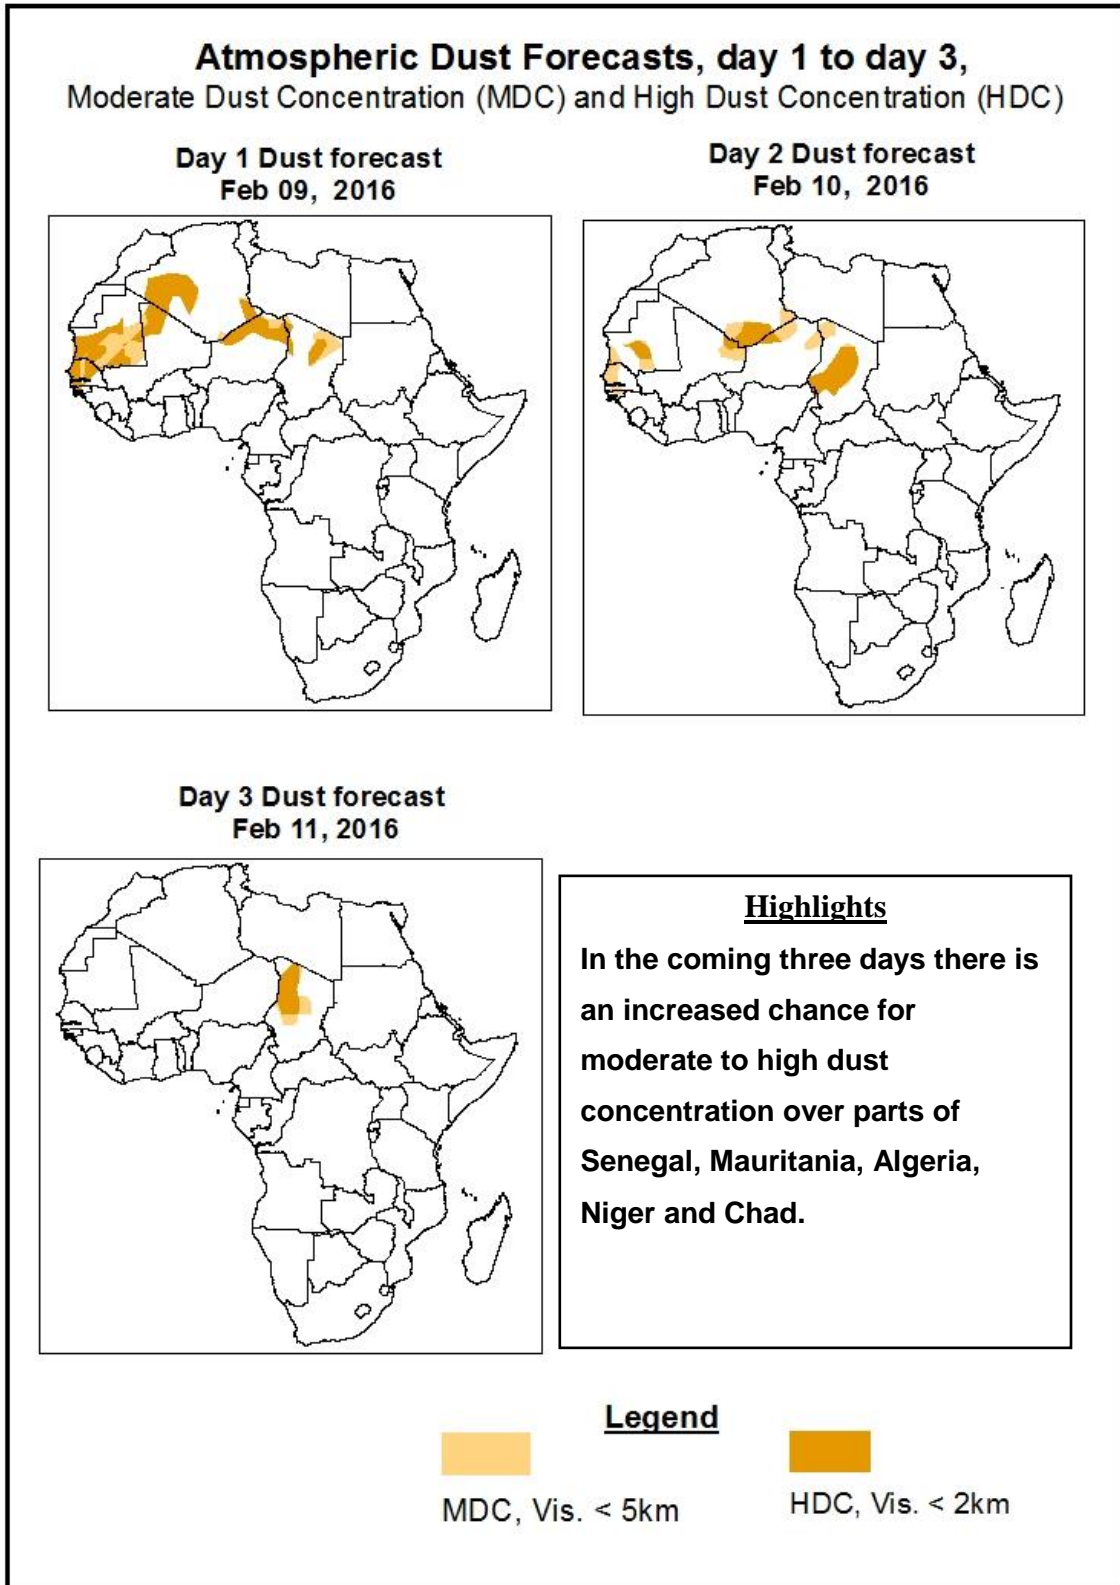 Atmospheric Dust Forecasts, day 1 to day 3,
Moderate Dust Concentration (MDC) and High Dust Concentration (HDC)
Day 1 Dust forecast
Feb 09, 2016
Day 2 Dust forecast
Feb 10, 2016
Day 3 Dust forecast
Feb 11, 2016
Highlights
In the coming three days there is
an increased chance for
moderate to high dust
concentration over parts of
Senegal, Mauritania, Algeria,
Niger and Chad.
Legend
MDC, Vis. < 5km
HDC, Vis. < 2km